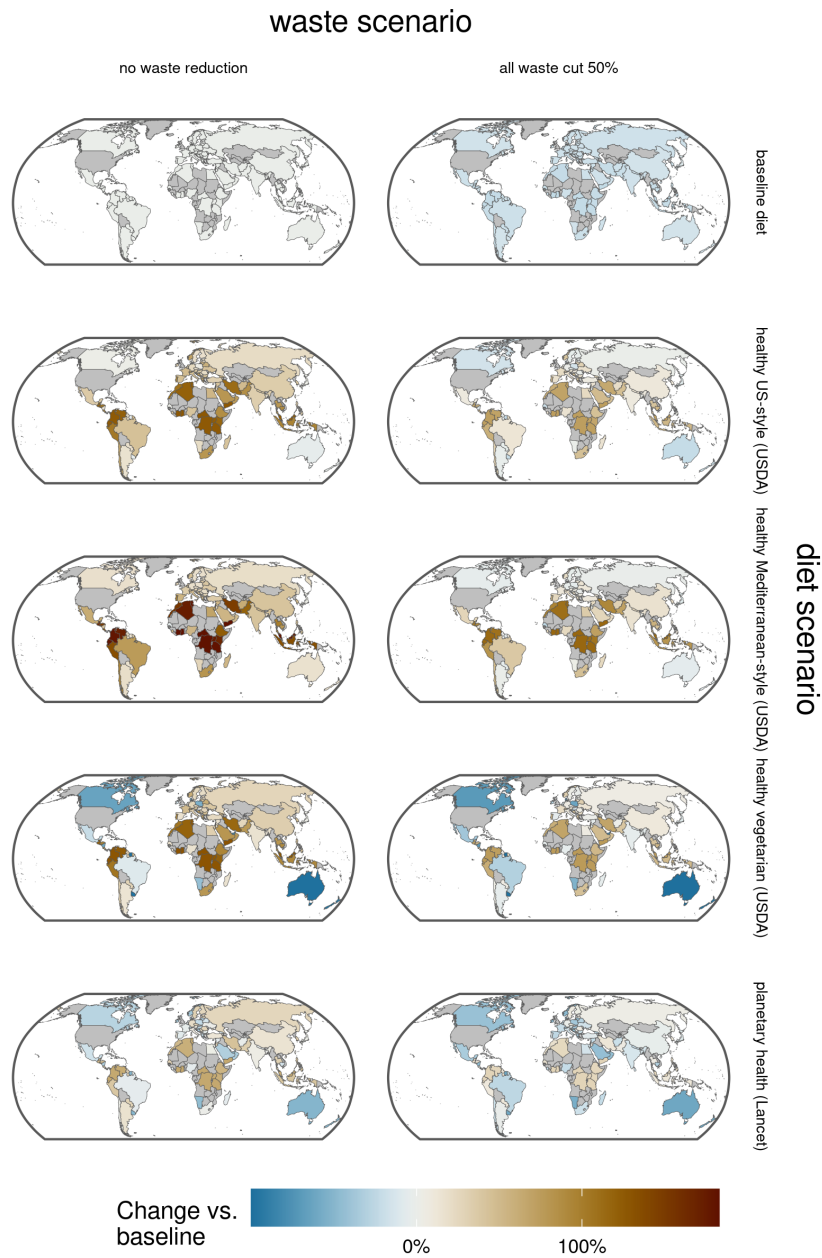 waste scenario
no waste reduction
all waste cut 50%
baseline diet
healthy US-style (USDA)
healthy Mediterranean-style (USDA)
healthy vegetarian (USDA)
planetary health (Lancet)
diet scenario
Change vs.
baseline
0%
100%